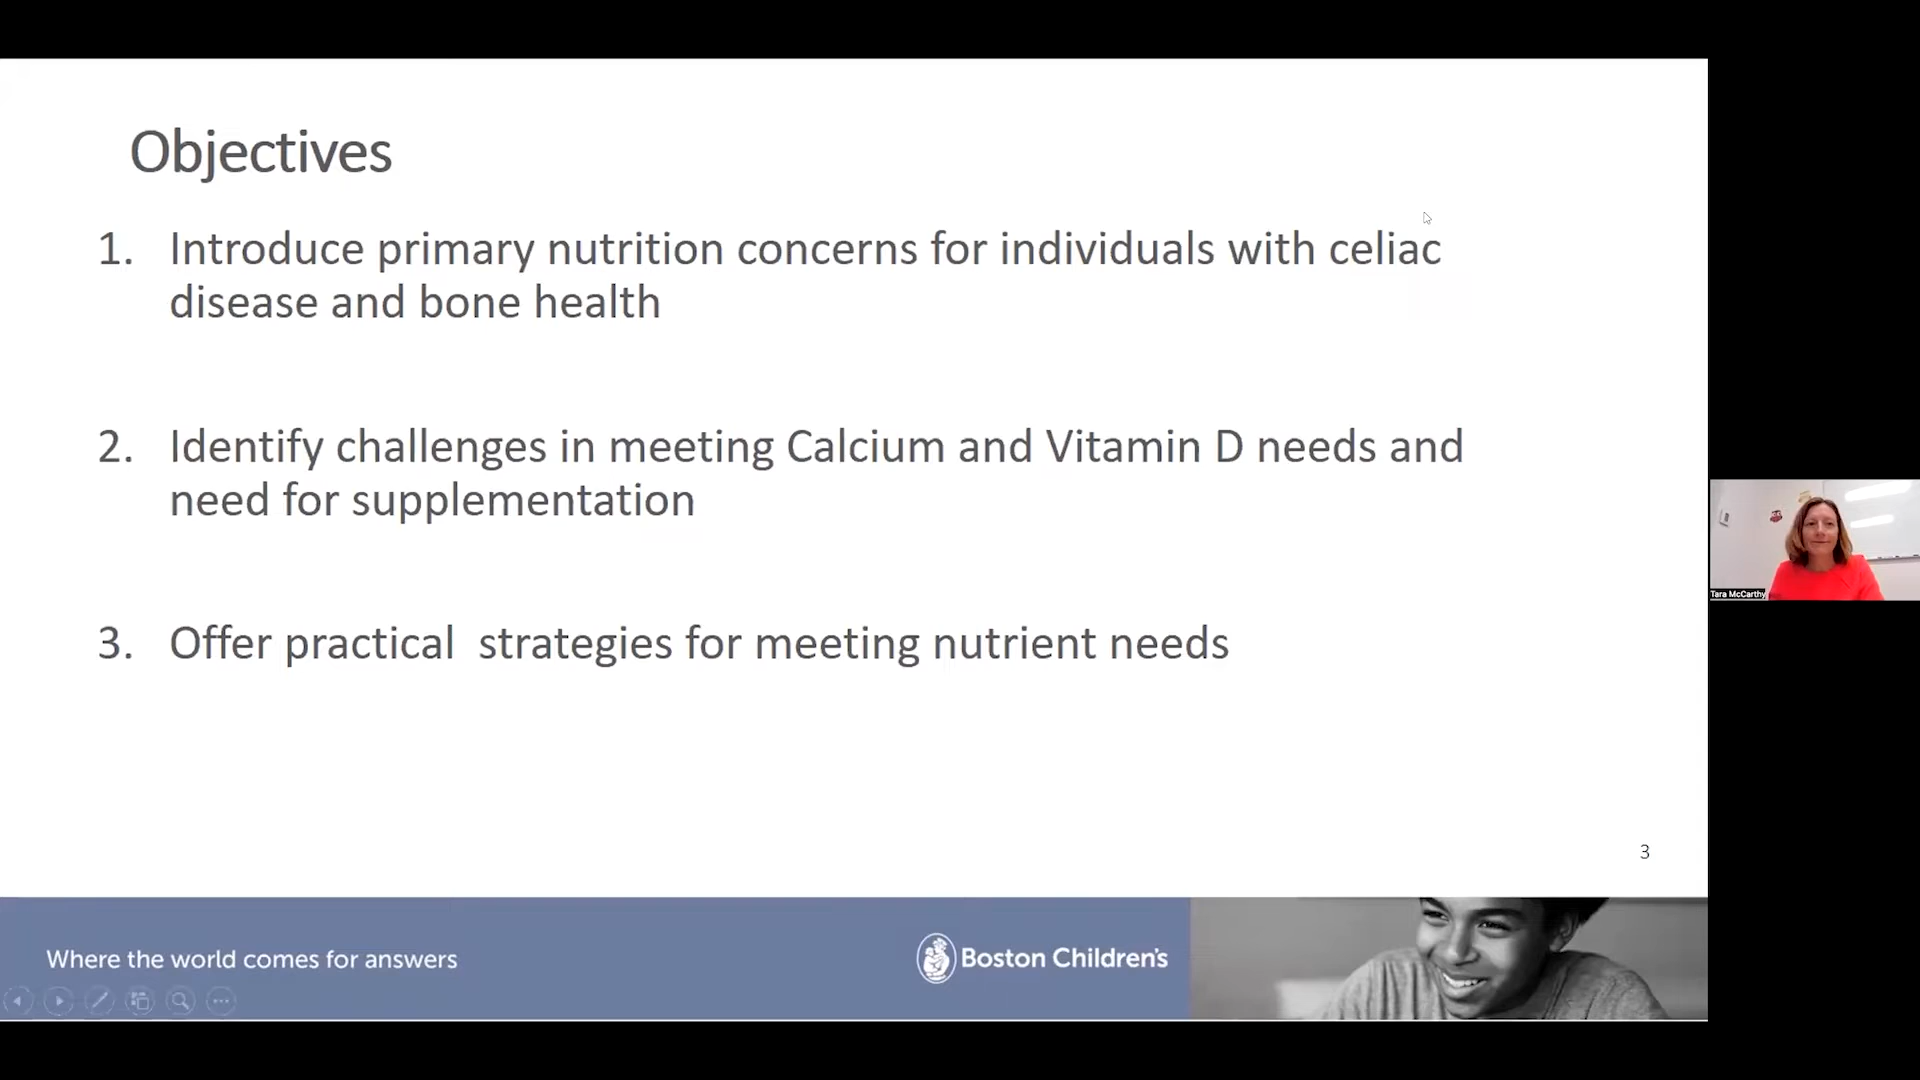 Objectives
1. Introduce primary nutrition concerns for individuals with celiac
disease and bone health
2. Identify challenges in meeting Calcium and Vitamin D needs and
need for supplementation
3. Offer practical  strategies for meeting nutrient needs
Tara McCarthy
3
Where the world comes for answers
Boston Children's